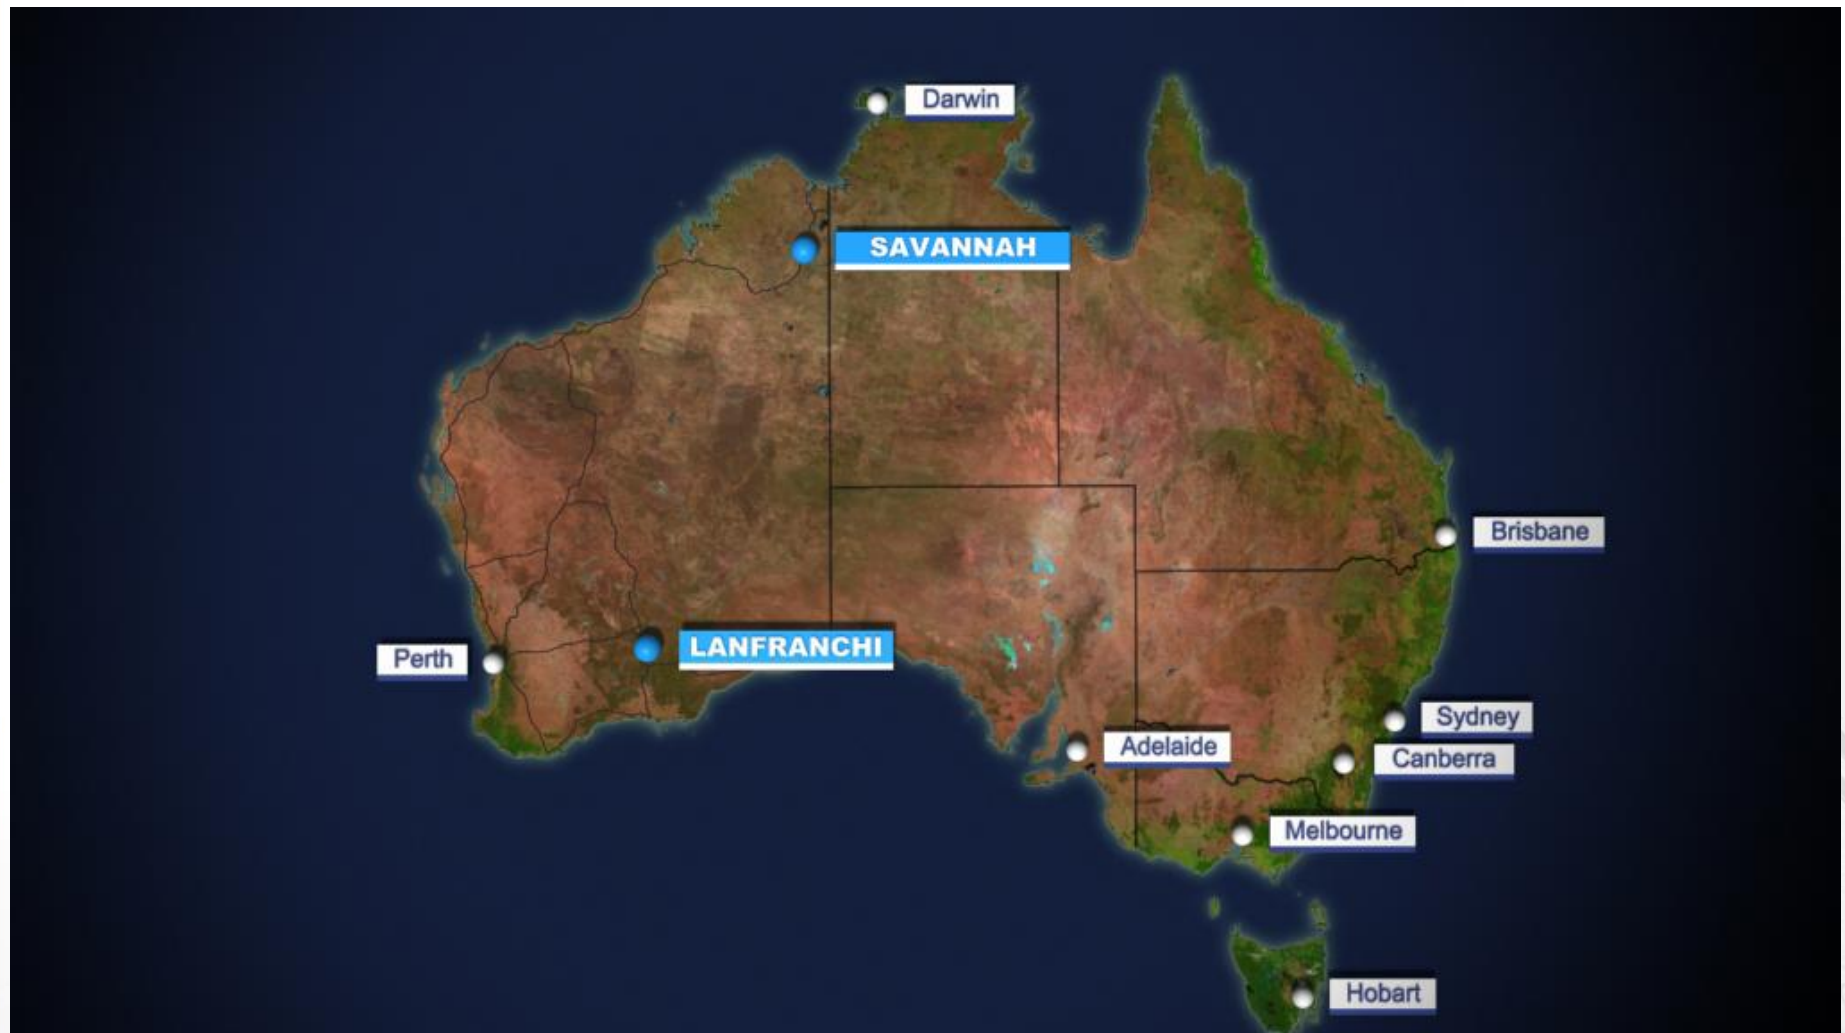 Darwin
SAVANNAH
Brisbane
LANFRANCHI
Perth
Sydney
Adelaide
Canberra
Melbourne
Hobart